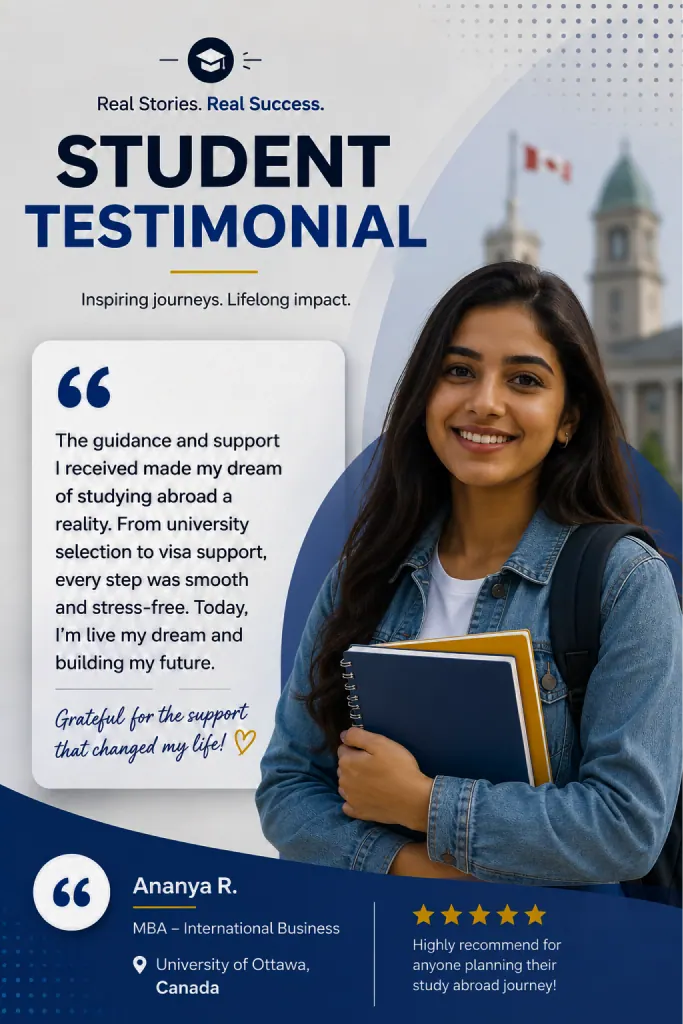 Real Stories. Real Success.
STUDENT
TESTIMONIAL
Inspiring journeys. Lifelong impact.
“
The guidance and support
I received made my dream
of studying abroad a
reality. From university
selection to visa support,
every step was smooth
and stress-free. Today,
I’m live my dream and
building my future.
Grateful for the support
that changed my life!
“
Ananya R.
MBA – International Business
University of Ottawa,
Canada
Highly recommend for
anyone planning their
study abroad journey!